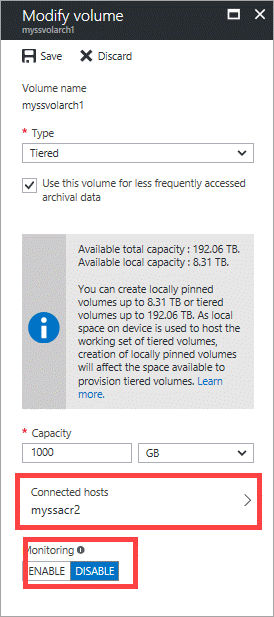 Modify volume
myssvolarch1
Save Discard
Volume name
myssvolarch1
* Type
Tiered
Use this volume for less frequently accessed
archival data
Available total capacity : 192.06 TB.
Available local capacity : 8.31 TB.
You can create locally pinned
volumes up to 8.31 TB or tiered
volumes up to 192.06 TB. As local
space on device is used to host the
working set of tiered volumes,
creation of locally pinned volumes
will affect the space available to
provision tiered volumes. Learn
more.
* Capacity
1000 GB
Connected hosts
myssacr2
Monitoring
ENABLE DISABLE